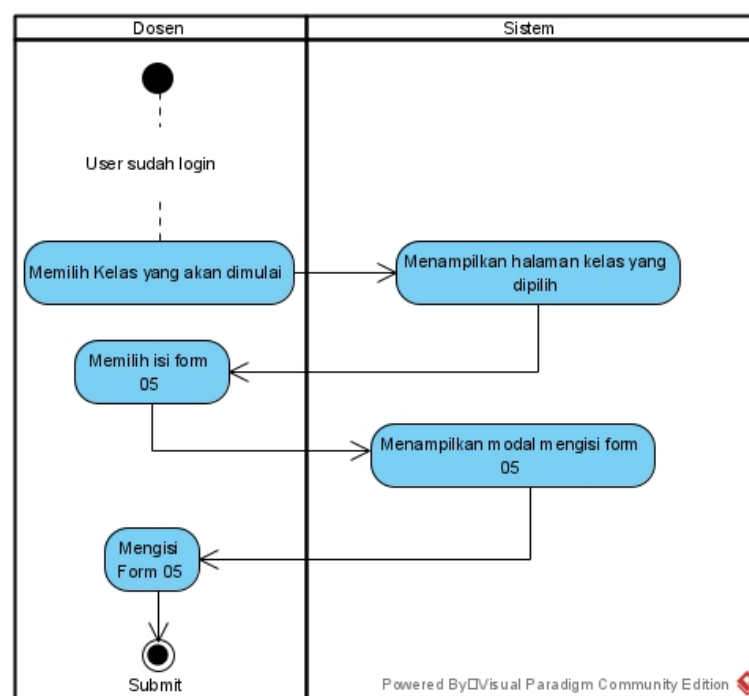 Dosen
Sistem
User sudah login
Memilih Kelas yang akan dimulai
Menampilkan halaman kelas yang
dipilih
Memilih isi form
05
Menampilkan modal mengisi form
05
Mengisi
Form 05
Submit
Powered By□Visual Paradigm Community Edition